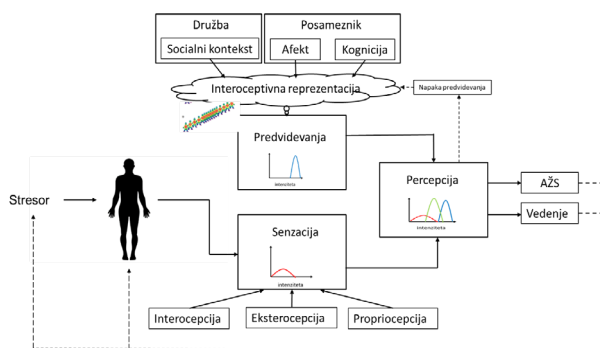 Družba
Posameznik
Socialni kontekst
Afekt
Kognicija
Interoceptivna reprezentacija
Napaka predvidevanja
Predvidevanja
intenziteta
Percepcija
intenziteta
AŽS
Vedenje
Stresor
Senzacija
intenziteta
Interocepcija
Eksterocepcija
Propriocepcija